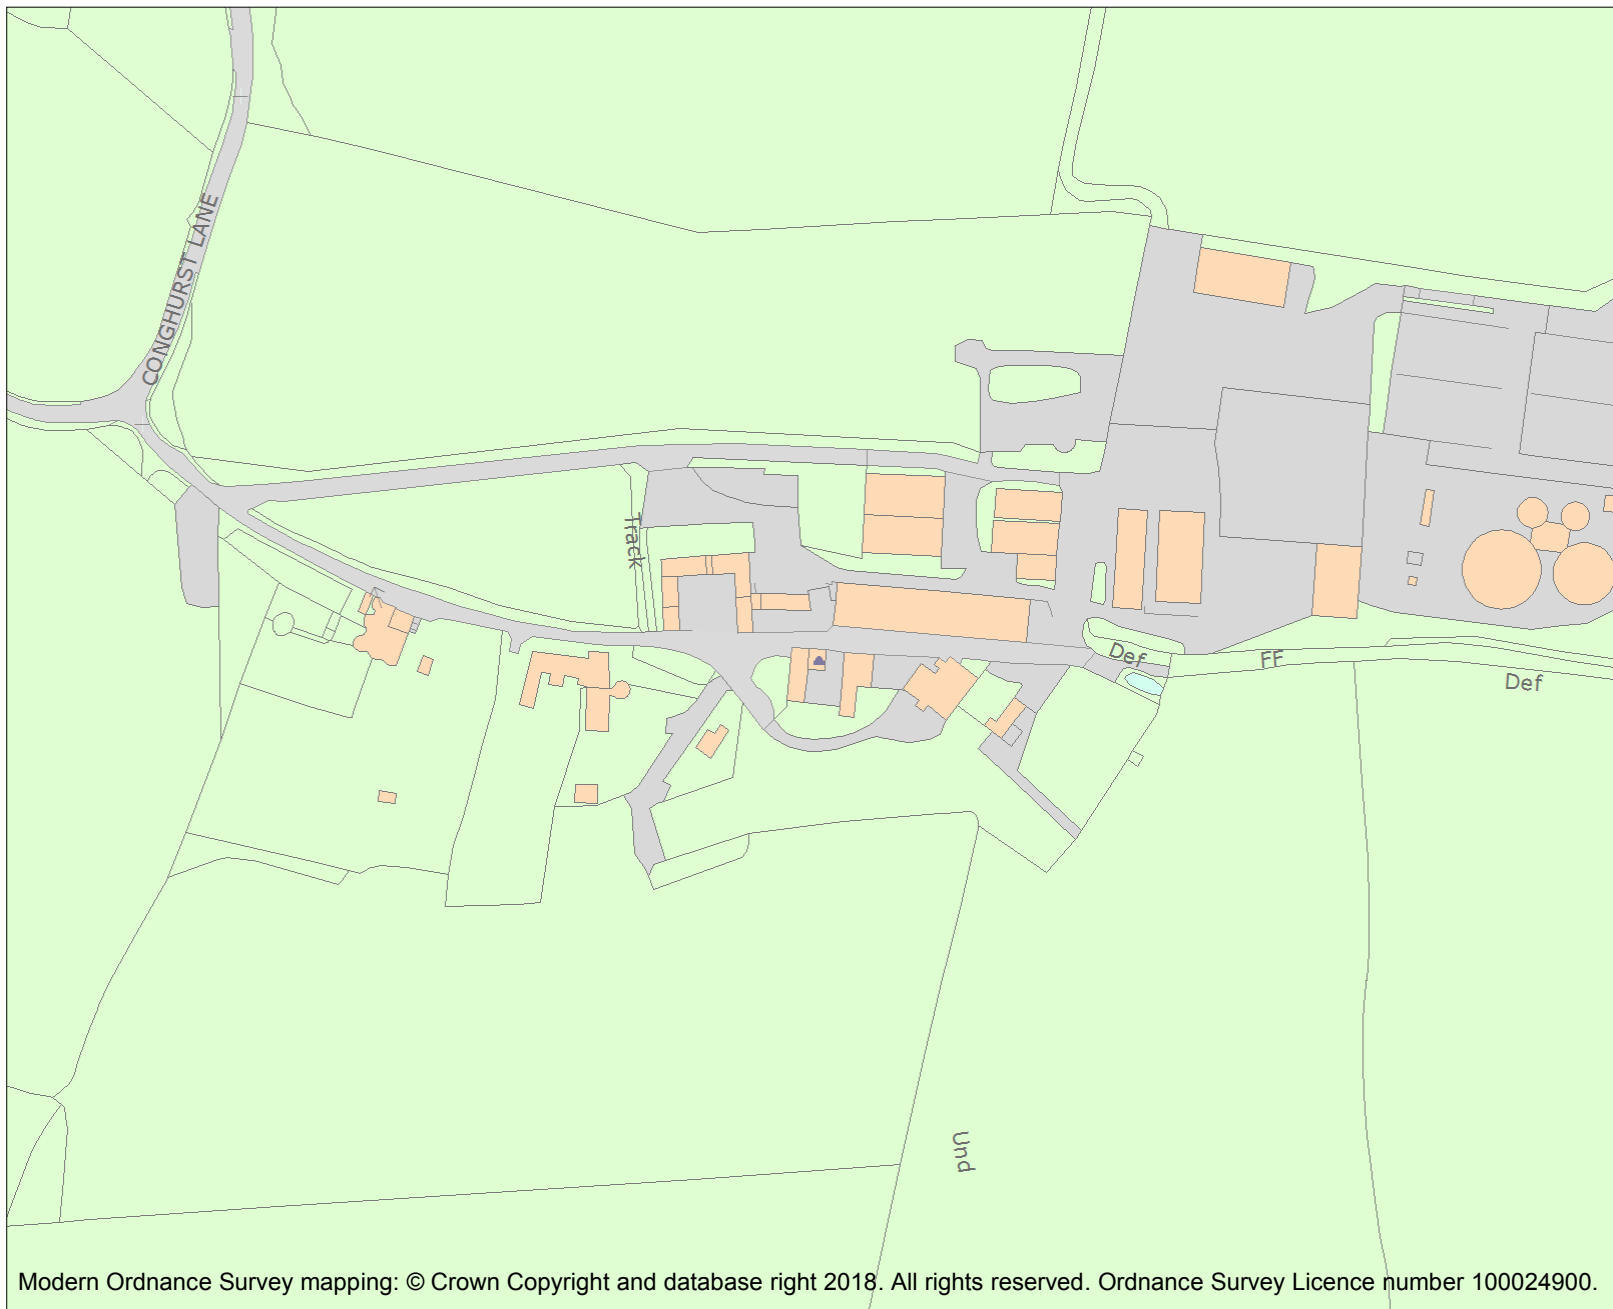 CONGHURST LANE
Track
Def
FF
Def
Und
Modern Ordnance Survey mapping: © Crown Copyright and database right 2018. All rights reserved. Ordnance Survey Licence number 100024900.